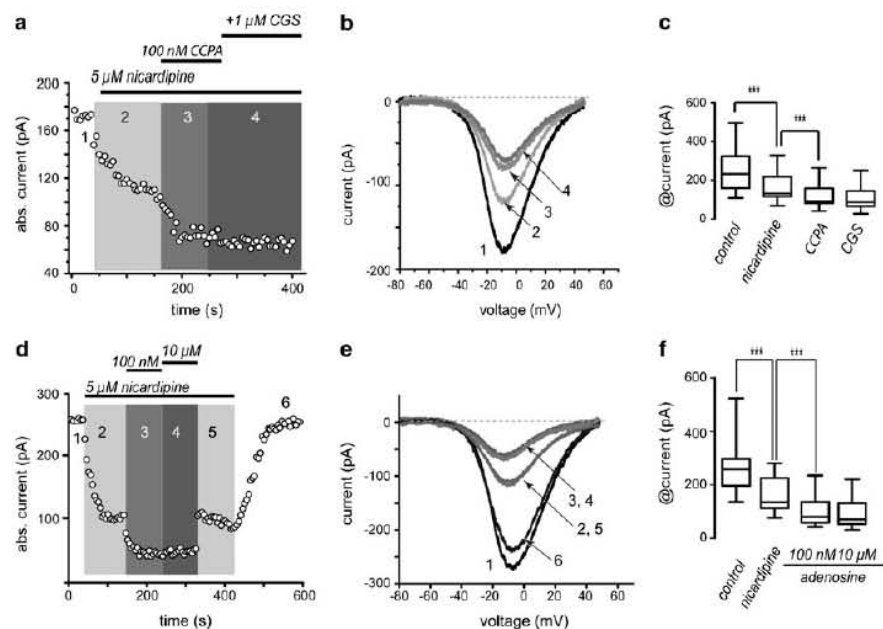 a
+1 µM CGS
100 nM CCPA
5 µM nicardipine
200
180
160
140
120
100
80
60
40
1
2
3
4
abs. current (pA)
0
200
400
time (s)
b
0
-50
-100
-150
-200
current (pA)
1
2
3
4
-80
-60
-40
-20
0
20
40
60
voltage (mV)
c
600
400
200
0
@current (pA)
***
***
control
nicardipine
CCPA
CGS
d
100 nM
10 µM
5 µM nicardipine
300
200
100
0
abs. current (pA)
1
2
3
4
5
6
0
200
400
600
time (s)
e
0
-50
-100
-150
-200
-250
-300
current (pA)
3, 4
2, 5
1
6
-80
-60
-40
-20
0
20
40
60
voltage (mV)
f
600
400
200
0
@current (pA)
***
***
control
nicardipine
100 nM 10 µM
adenosine